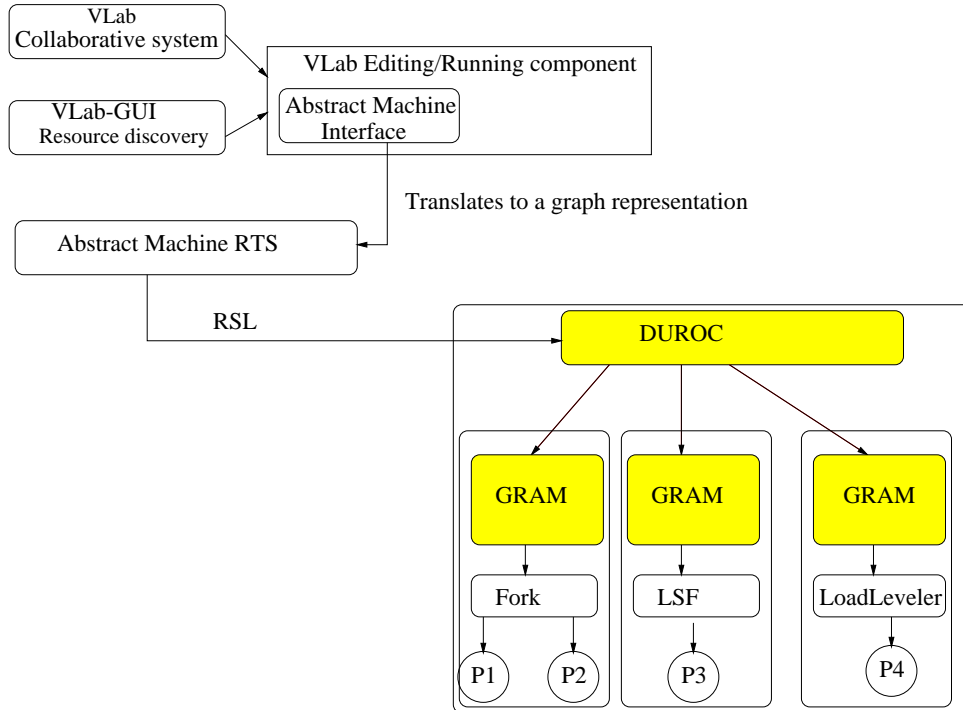 VLab
Collaborative system
VLab Editing/Running component
VLab-GUI
Resource discovery
Abstract Machine
Interface
Translates to a graph representation
Abstract Machine RTS
RSL
DUROC
GRAM
GRAM
GRAM
Fork
LSF
LoadLeveler
P1
P2
P3
P4